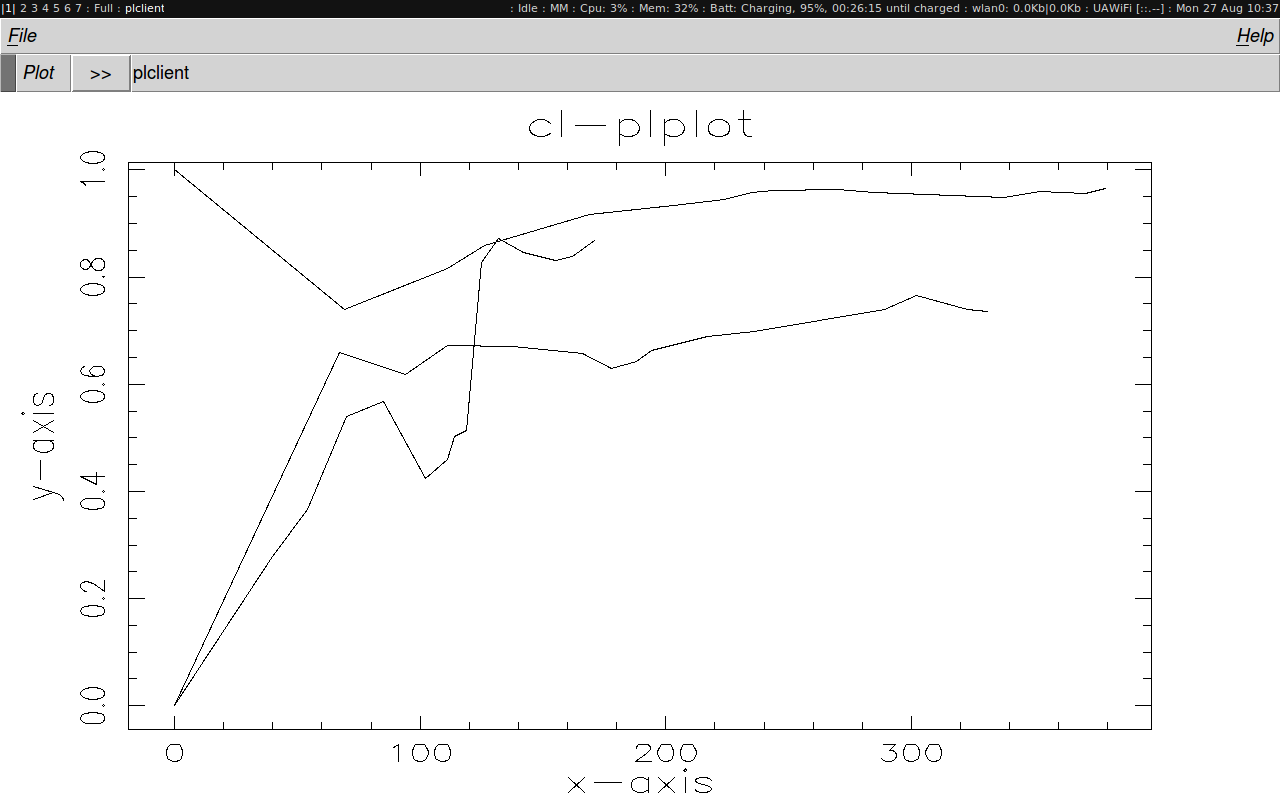 |1| 2 3 4 5 6 7 : Full : plclient : Idle : MM : Cpu: 3% : Mem: 32% : Batt: Charging, 95%, 00:26:15 until charged : wlan0: 0.0Kb|0.0Kb : UAWiFi [::.--] : Mon 27 Aug 10:37
File Help
Plot >> plclient
cl-plplot
1.0
0.8
0.6
0.4
0.2
0.0
y-axis
0 100 200 300
x-axis